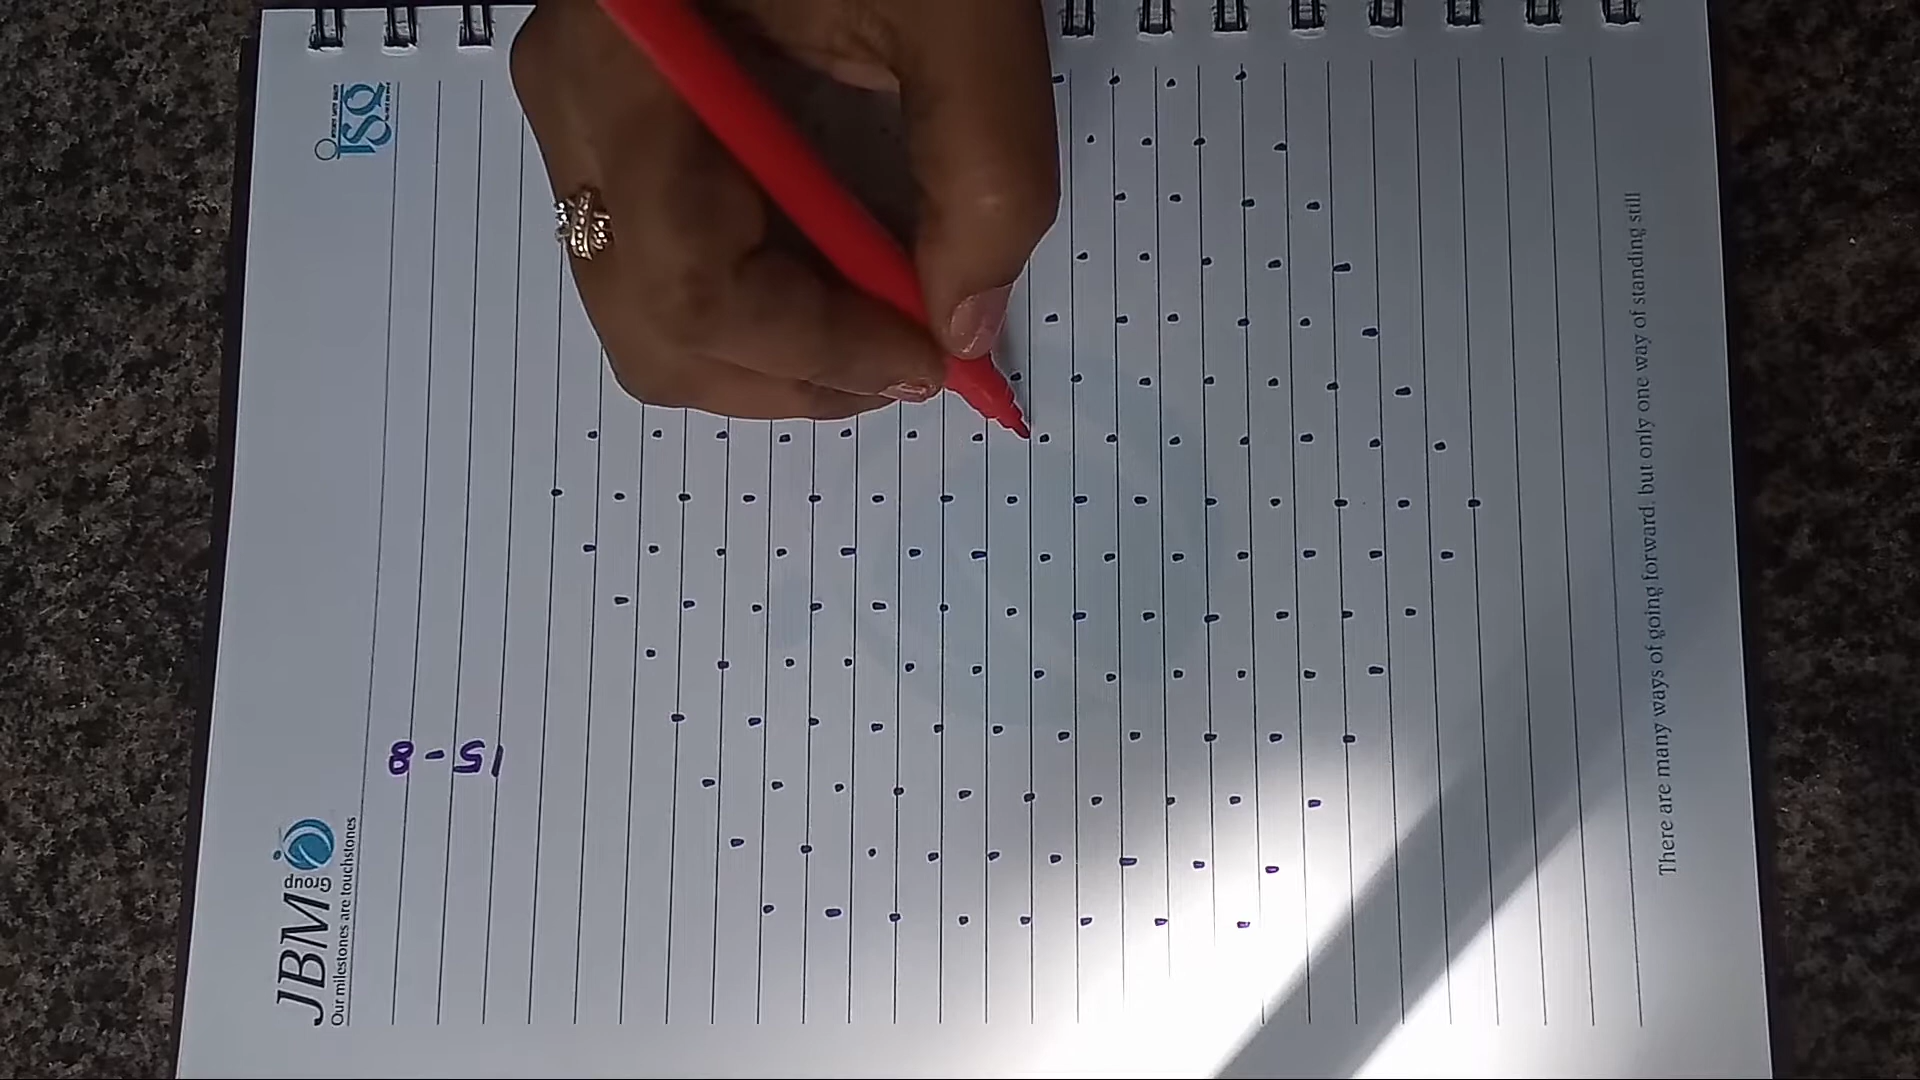 JBM Group
Our milestones are touchstones
15-8
There are many ways of going forward, but only one way of standing still